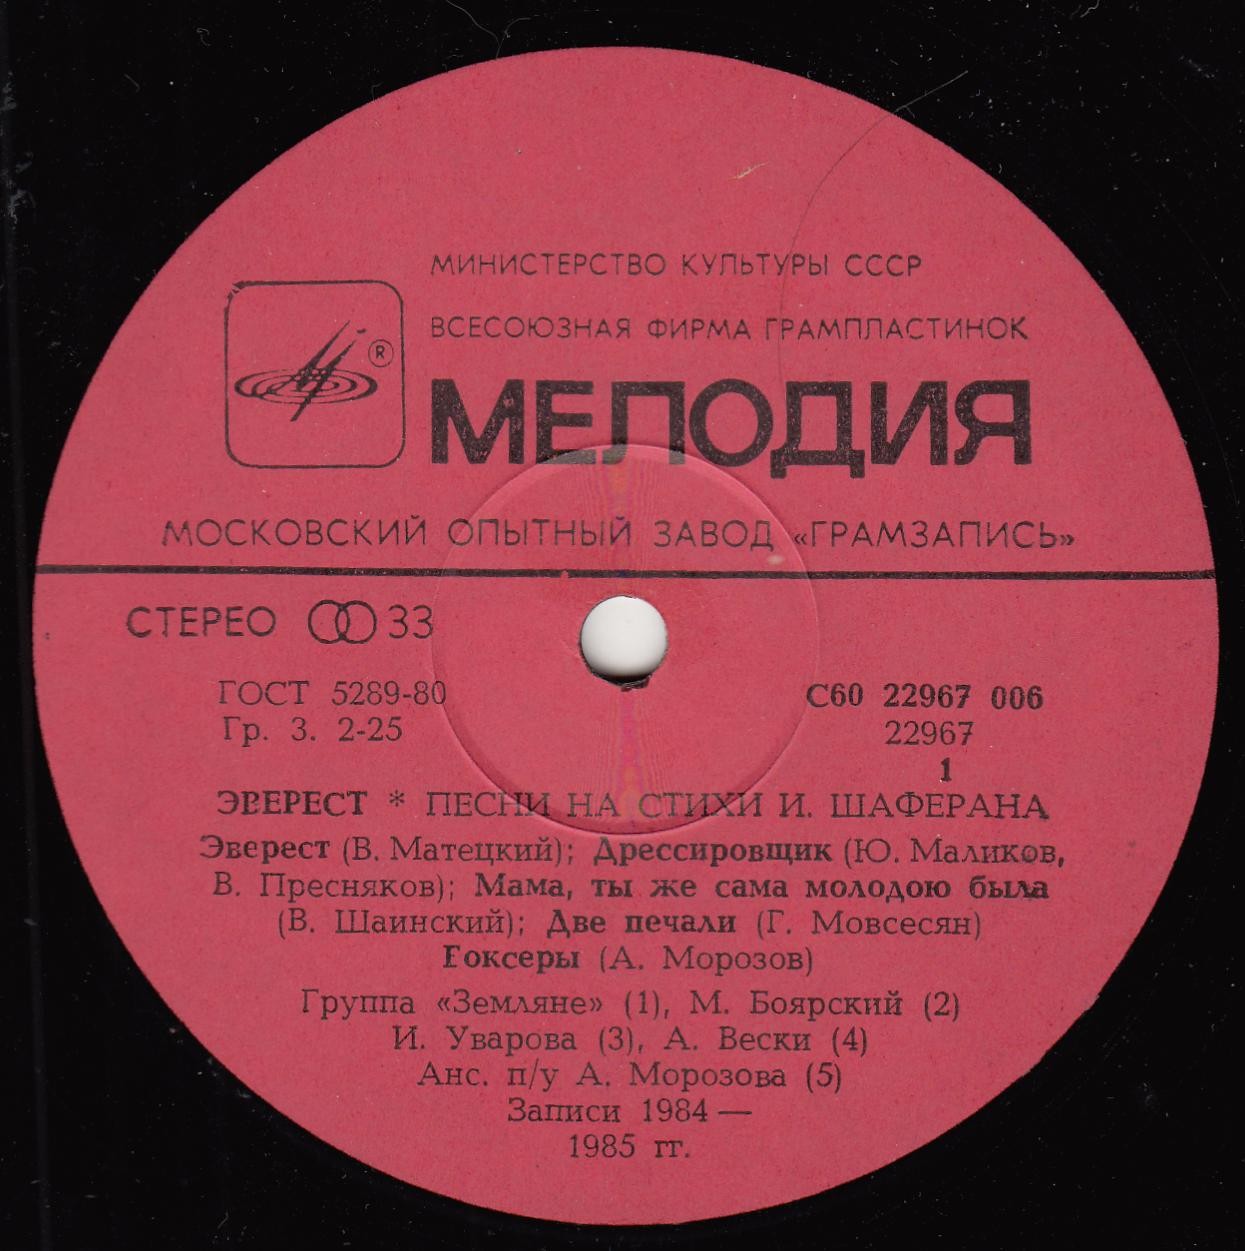 МИНИСТЕРСТВО КУЛЬТУРЫ СССР
ВСЕСОЮЗНАЯ ФИРМА ГРАМПЛАСТИНОК
®
МЕЛОДИЯ
МОСКОВСКИЙ ОПЫТНЫЙ ЗАВОД «ГРАМЗАПИСЬ»
СТЕРЕО 33
ГОСТ 5289-80
Гр. 3. 2-25
С60 22967 006
22967
1
ЭВЕРЕСТ * ПЕСНИ НА СТИХИ И. ШАФЕРАНА
Эверест (В. Матецкий); Дрессировщик (Ю. Маликов,
В. Пресняков); Мама, ты же сама молодою была
(В. Шаинский); Две печали (Г. Мовсесян)
Боксеры (А. Морозов)
Группа «Земляне» (1), М. Боярский (2)
И. Уварова (3), А. Вески (4)
Анс. п/у А. Морозова (5)
Записи 1984 —
1985 гг.